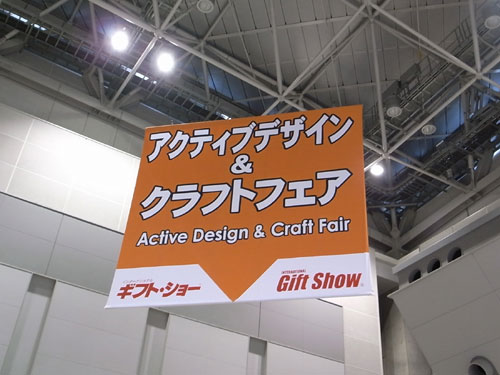 アクティブデザイン
&
クラフトフェア
Active Design & Craft Fair
ギフト・ショー
INTERNATIONAL
Gift Show